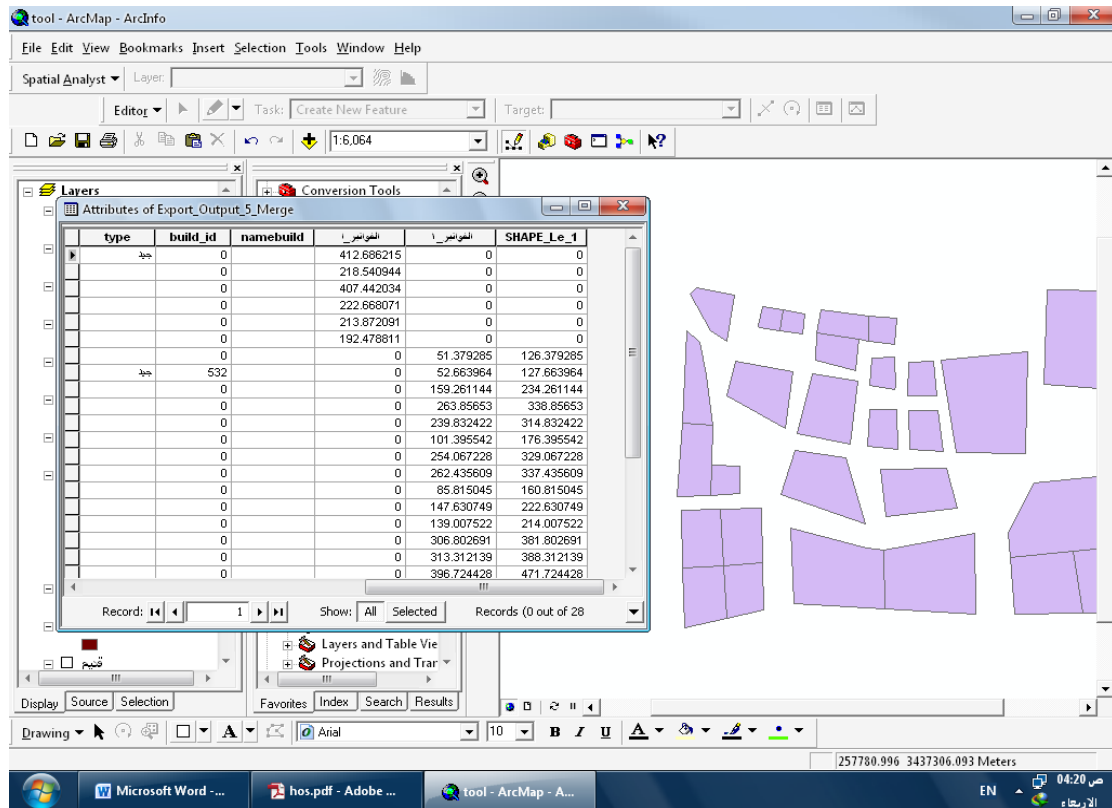 tool - ArcMap - ArcInfo
File Edit View Bookmarks Insert Selection Tools Window Help
Spatial Analyst Layer:
Editor Task: Create New Feature Target:
1:6,064
Layers
Conversion Tools
Attributes of Export_Output_5_Merge
type build_id namebuild الفوانير_ا الفوانير_١ SHAPE_Le_1
جيد 0 412.686215 0 0
0 218.540944 0 0
0 407.442034 0 0
0 222.668071 0 0
0 213.872091 0 0
0 192.478811 0 0
0 0 51.379285 126.379285
جيد 532 0 52.663964 127.663964
0 0 159.261144 234.261144
0 0 263.85653 338.85653
0 0 239.832422 314.832422
0 0 101.395542 176.395542
0 0 254.067228 329.067228
0 0 262.435609 337.435609
0 0 85.815045 160.815045
0 0 147.630749 222.630749
0 0 139.007522 214.007522
0 0 306.802691 381.802691
0 0 313.312139 388.312139
0 0 396.724428 471.724428
Record: 1 Show: All Selected Records (0 out of 28
Layers and Table Vie
قديم Projections and Tran
Display Source Selection
Favorites Index Search Results
Drawing A Arial 10 B I U A
257780.996 3437306.093 Meters
Microsoft Word -... hos.pdf - Adobe ... tool - ArcMap - A... EN 04:20 ص
الاربعاء